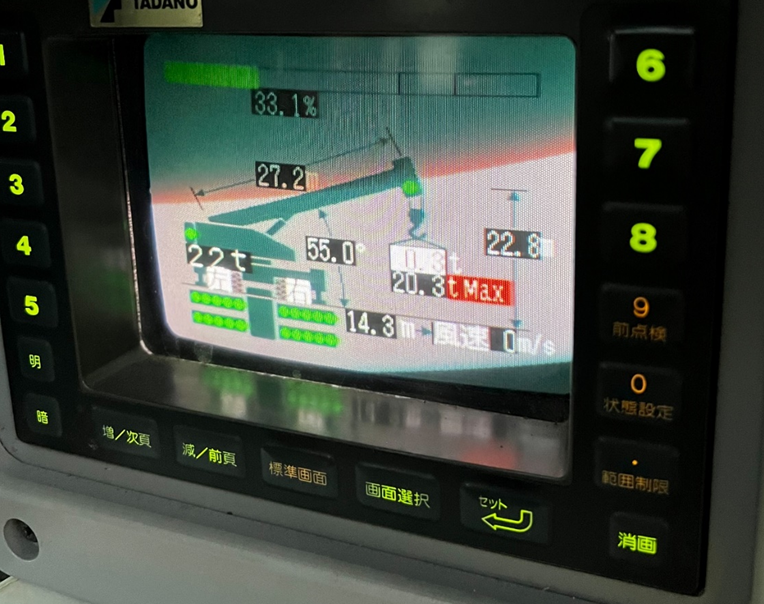 TADANO
1
2
3
4
5
明
暗
33.1%
27.2m
55.0°
22.8m
22t
t
20.3t Max
14.3m
風速 0m/s
6
7
8
9
前点検
0
状態設定
.
範囲制限
消画
増/次頁
減/前頁
標準画面
画面選択
セット